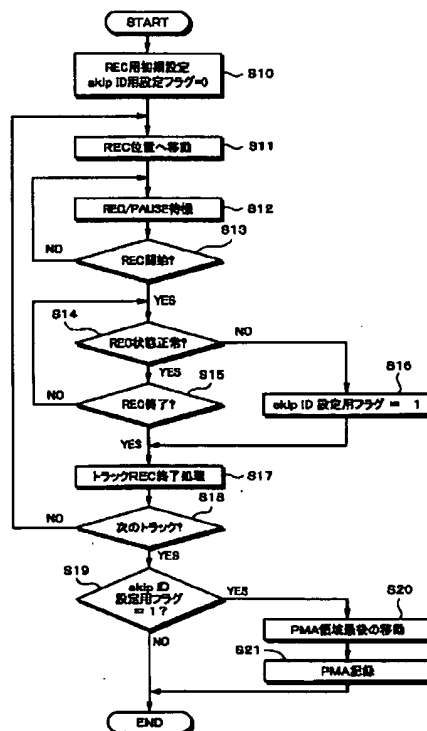 START
REC用初期設定
skip ID用設定フラグ=0
S10
REC位置へ移動
S11
REC/PAUSE待機
S12
S13
NO
REC開始?
YES
S14
NO
REC状態正常?
YES
S15
S16
NO
REC終了?
skip ID 設定用フラグ = 1
YES
トラックREC終了処理
S17
S18
NO
次のトラック?
YES
S19
skip ID
設定用フラグ
= 1?
YES
S20
NO
PMA領域最後の移動
S21
PMA記録
END